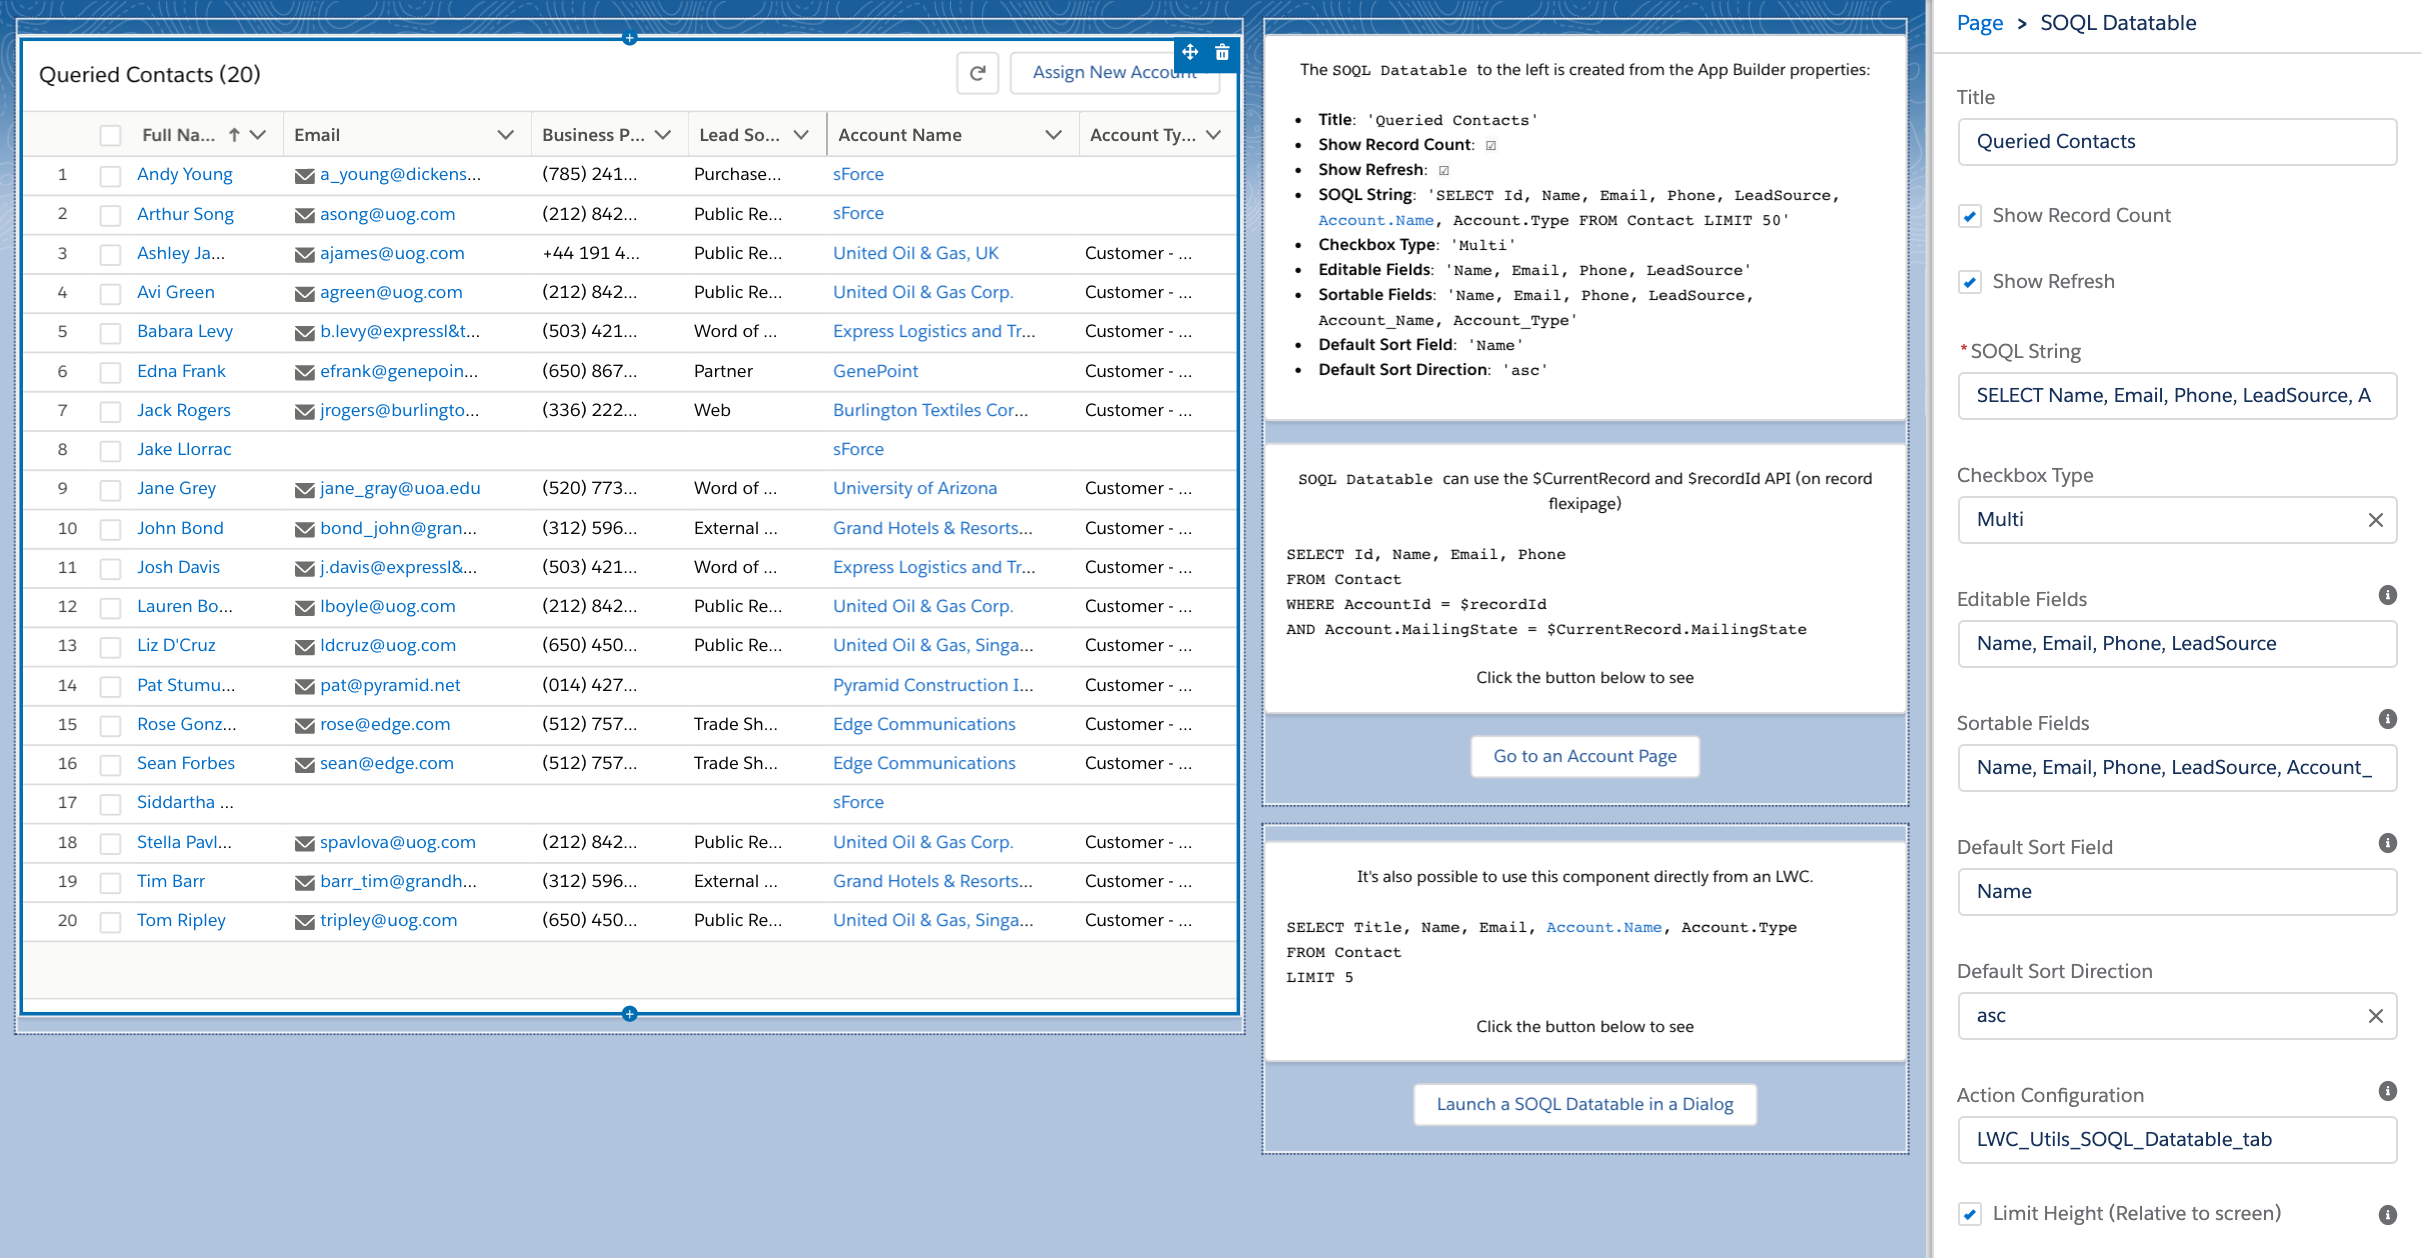 Queried Contacts (20)
Assign New Account
Full Na... Email Business P... Lead So... Account Name Account Ty...
1 Andy Young a_young@dickens... (785) 241... Purchase... sForce
2 Arthur Song asong@uog.com (212) 842... Public Re... sForce
3 Ashley Ja... ajames@uog.com +44 191 4... Public Re... United Oil & Gas, UK Customer - ...
4 Avi Green agreen@uog.com (212) 842... Public Re... United Oil & Gas Corp. Customer - ...
5 Babara Levy b.levy@expressl&t... (503) 421... Word of ... Express Logistics and Tr... Customer - ...
6 Edna Frank efrank@genepoin... (650) 867... Partner GenePoint Customer - ...
7 Jack Rogers jrogers@burlingto... (336) 222... Web Burlington Textiles Cor... Customer - ...
8 Jake Llorrac sForce
9 Jane Grey jane_gray@uoa.edu (520) 773... Word of ... University of Arizona Customer - ...
10 John Bond bond_john@gran... (312) 596... External ... Grand Hotels & Resorts... Customer - ...
11 Josh Davis j.davis@expressl&... (503) 421... Word of ... Express Logistics and Tr... Customer - ...
12 Lauren Bo... lboyle@uog.com (212) 842... Public Re... United Oil & Gas Corp. Customer - ...
13 Liz D'Cruz ldcruz@uog.com (650) 450... Public Re... United Oil & Gas, Singa... Customer - ...
14 Pat Stumu... pat@pyramid.net (014) 427... Pyramid Construction I... Customer - ...
15 Rose Gonz... rose@edge.com (512) 757... Trade Sh... Edge Communications Customer - ...
16 Sean Forbes sean@edge.com (512) 757... Trade Sh... Edge Communications Customer - ...
17 Siddartha ... sForce
18 Stella Pavl... spavlova@uog.com (212) 842... Public Re... United Oil & Gas Corp. Customer - ...
19 Tim Barr barr_tim@grandh... (312) 596... External ... Grand Hotels & Resorts... Customer - ...
20 Tom Ripley tripley@uog.com (650) 450... Public Re... United Oil & Gas, Singa... Customer - ...
The SOQL Datatable to the left is created from the App Builder properties:
• Title: 'Queried Contacts'
• Show Record Count: ☑
• Show Refresh: ☑
• SOQL String: 'SELECT Id, Name, Email, Phone, LeadSource,
Account.Name, Account.Type FROM Contact LIMIT 50'
• Checkbox Type: 'Multi'
• Editable Fields: 'Name, Email, Phone, LeadSource'
• Sortable Fields: 'Name, Email, Phone, LeadSource,
Account_Name, Account_Type'
• Default Sort Field: 'Name'
• Default Sort Direction: 'asc'
SOQL Datatable can use the $CurrentRecord and $recordId API (on record
flexipage)
SELECT Id, Name, Email, Phone
FROM Contact
WHERE AccountId = $recordId
AND Account.MailingState = $CurrentRecord.MailingState
Click the button below to see
Go to an Account Page
It's also possible to use this component directly from an LWC.
SELECT Title, Name, Email, Account.Name, Account.Type
FROM Contact
LIMIT 5
Click the button below to see
Launch a SOQL Datatable in a Dialog
Page > SOQL Datatable
Title
Queried Contacts
Show Record Count
Show Refresh
*SOQL String
SELECT Name, Email, Phone, LeadSource, A
Checkbox Type
Multi
Editable Fields
Name, Email, Phone, LeadSource
Sortable Fields
Name, Email, Phone, LeadSource, Account_
Default Sort Field
Name
Default Sort Direction
asc
Action Configuration
LWC_Utils_SOQL_Datatable_tab
Limit Height (Relative to screen)